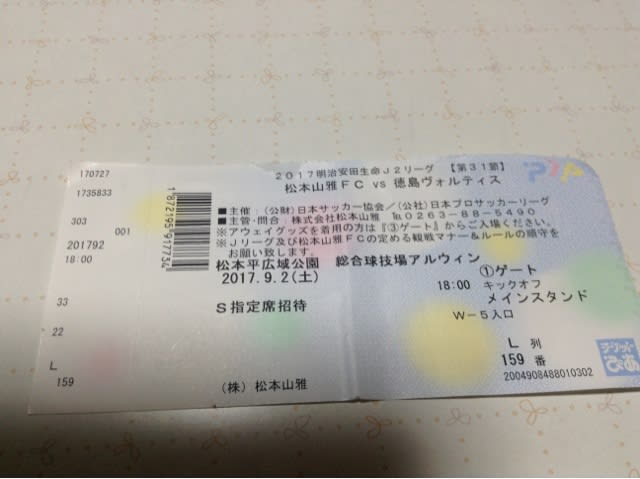 170727
1735833
303
001
201792
18:00
33
22
L
159
1872195917734
2017明治安田生命J2リーグ 【第31節】
松本山雅FC vs 徳島ヴォルティス
■主催:(公財)日本サッカー協会/(公社)日本プロサッカーリーグ
■主管・問合:株式会社松本山雅 ℡0263-88-5490
※アウェイグッズを着用の方は『③ゲート』からご入場ください。
※Jリーグ及び松本山雅FCの定める観戦マナー&ルールの順守を
お願い致します。
松本平広域公園 総合球技場アルウィン
2017.9.2(土)
①ゲート
18:00 キックオフ
メインスタンド
S指定席招待
W-5入口
L 列
159 番
2004908488010302
(株)松本山雅
PIA
チケットぴあ